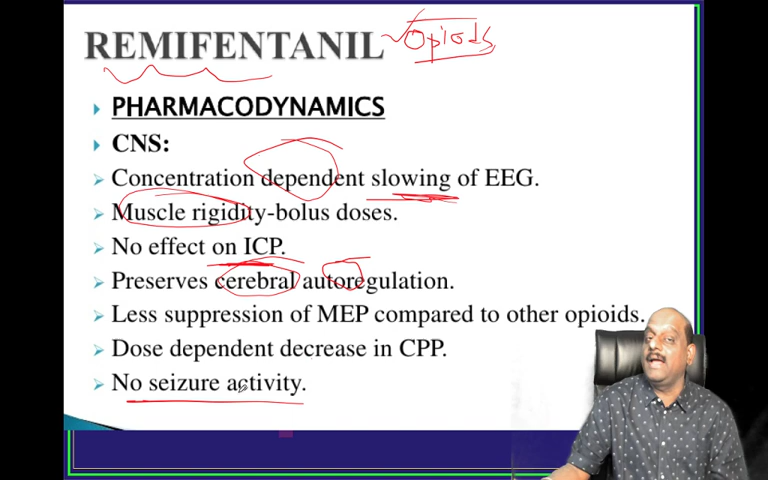 REMIFENTANIL Opiods
PHARMACODYNAMICS
CNS:
Concentration dependent slowing of EEG.
Muscle rigidity-bolus doses.
No effect on ICP.
Preserves cerebral autoregulation.
Less suppression of MEP compared to other opioids.
Dose dependent decrease in CPP.
No seizure activity.